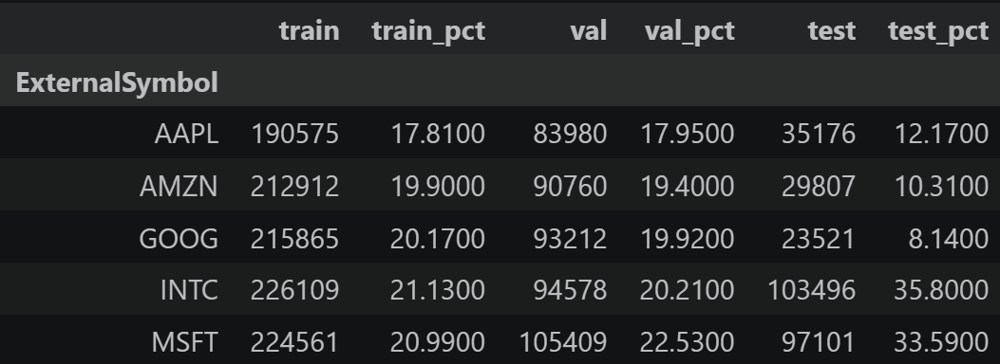 train train_pct val val_pct test test_pct
ExternalSymbol
AAPL 190575 17.8100 83980 17.9500 35176 12.1700
AMZN 212912 19.9000 90760 19.4000 29807 10.3100
GOOG 215865 20.1700 93212 19.9200 23521 8.1400
INTC 226109 21.1300 94578 20.2100 103496 35.8000
MSFT 224561 20.9900 105409 22.5300 97101 33.5900